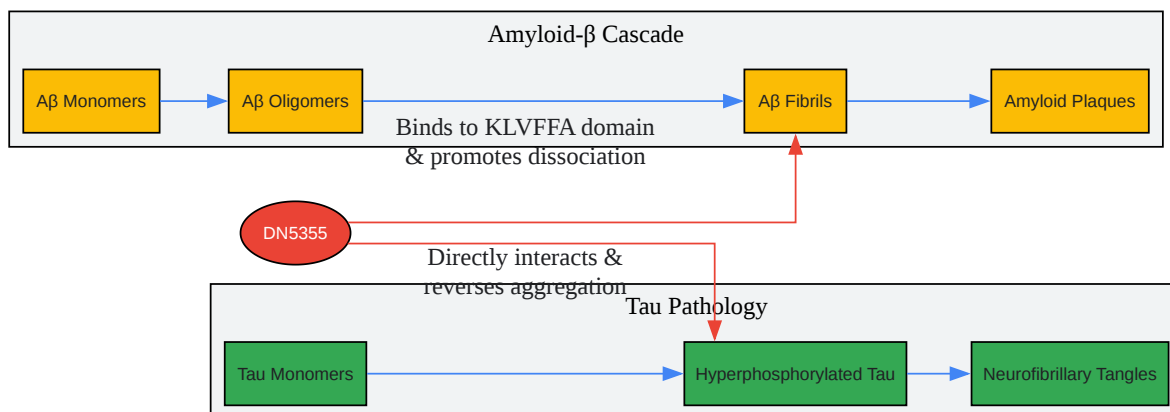 Amyloid-β Cascade
Aβ Monomers
Aβ Oligomers
Aβ Fibrils
Amyloid Plaques
Binds to KLVFFA domain
& promotes dissociation
DN5355
Directly interacts &
reverses aggregation
Tau Pathology
Tau Monomers
Hyperphosphorylated Tau
Neurofibrillary Tangles